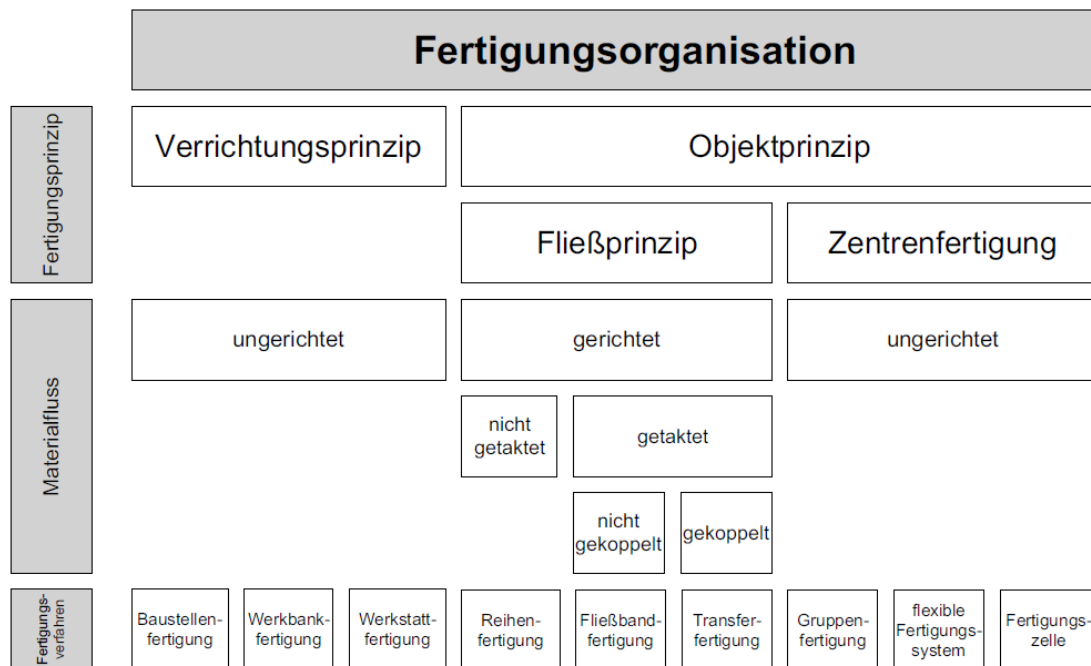 Fertigungsorganisation
Fertigungsprinzip
Verrichtungsprinzip
Objektprinzip
Fließprinzip
Zentrenfertigung
Materialfluss
ungerichtet
gerichtet
ungerichtet
nicht
getaktet
getaktet
nicht
gekoppelt
gekoppelt
Fertigungs-
verfahren
Baustellen-
fertigung
Werkbank-
fertigung
Werkstatt-
fertigung
Reihen-
fertigung
Fließband-
fertigung
Transfer-
fertigung
Gruppen-
fertigung
flexible
Fertigungs-
system
Fertigungs-
zelle